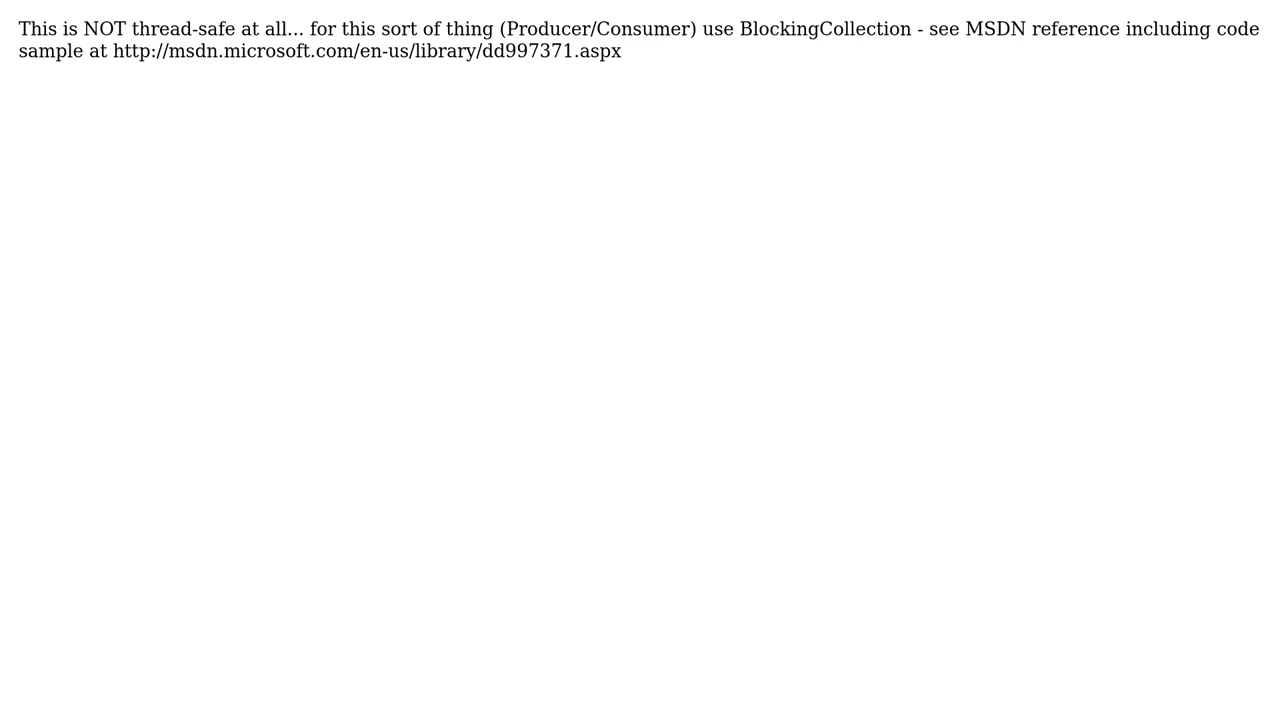 This is NOT thread-safe at all... for this sort of thing (Producer/Consumer) use BlockingCollection - see MSDN reference including code
sample at http://msdn.microsoft.com/en-us/library/dd997371.aspx